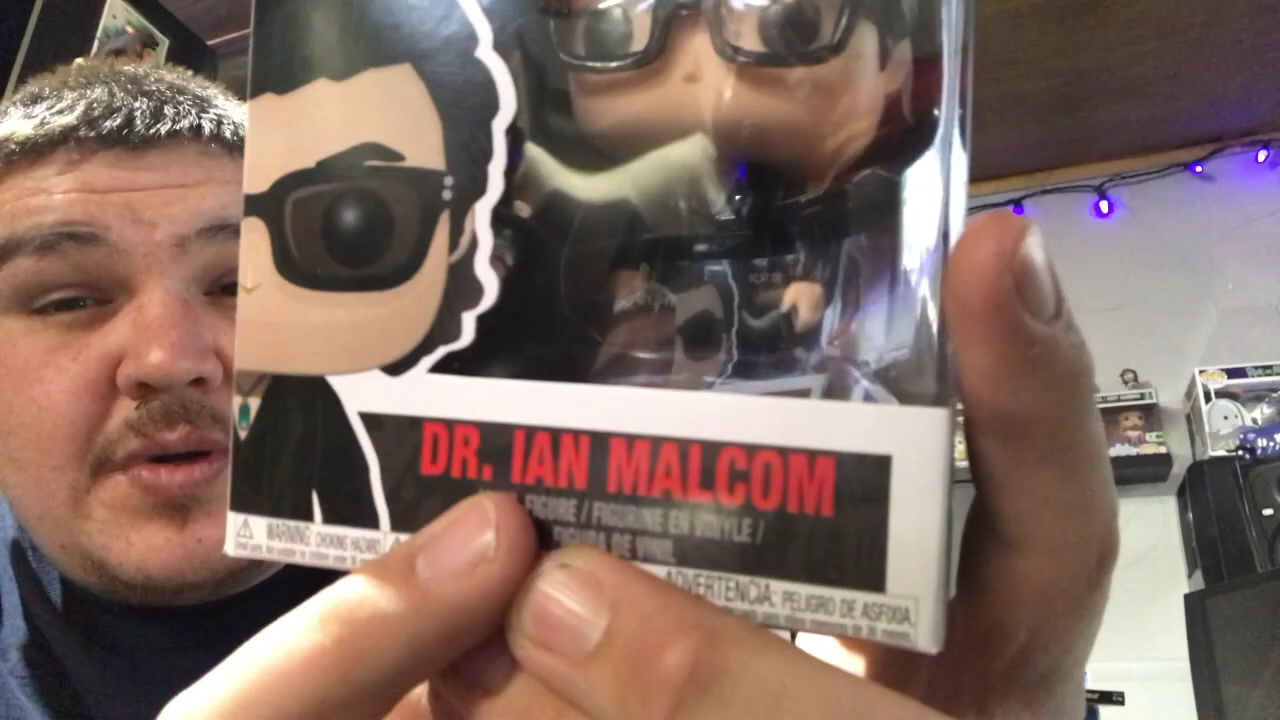 DR. IAN MALCOM
FIGURE / FIGURINE EN VINYLE /
FIGURA DE VINIL
WARNING: CHOKING HAZARD
ADVERTENCIA: PELIGRO DE ASFIXIA.